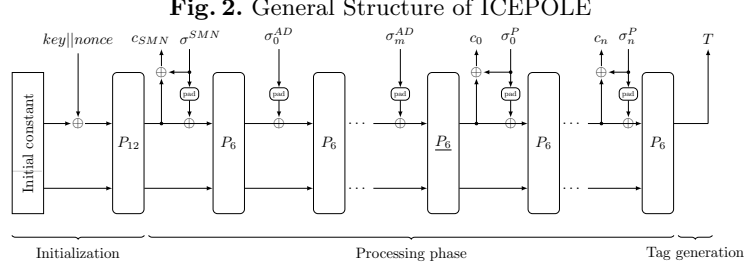 Fig. 2. General Structure of ICEPOLE
key||nonce c_SMN σ^SMN σ_0^AD σ_m^AD c_0 σ_0^P c_n σ_n^P T
pad pad pad pad pad
Initial constant P_12 P_6 P_6 ... P_6 P_6 ... P_6
...
...
Initialization Processing phase Tag generation